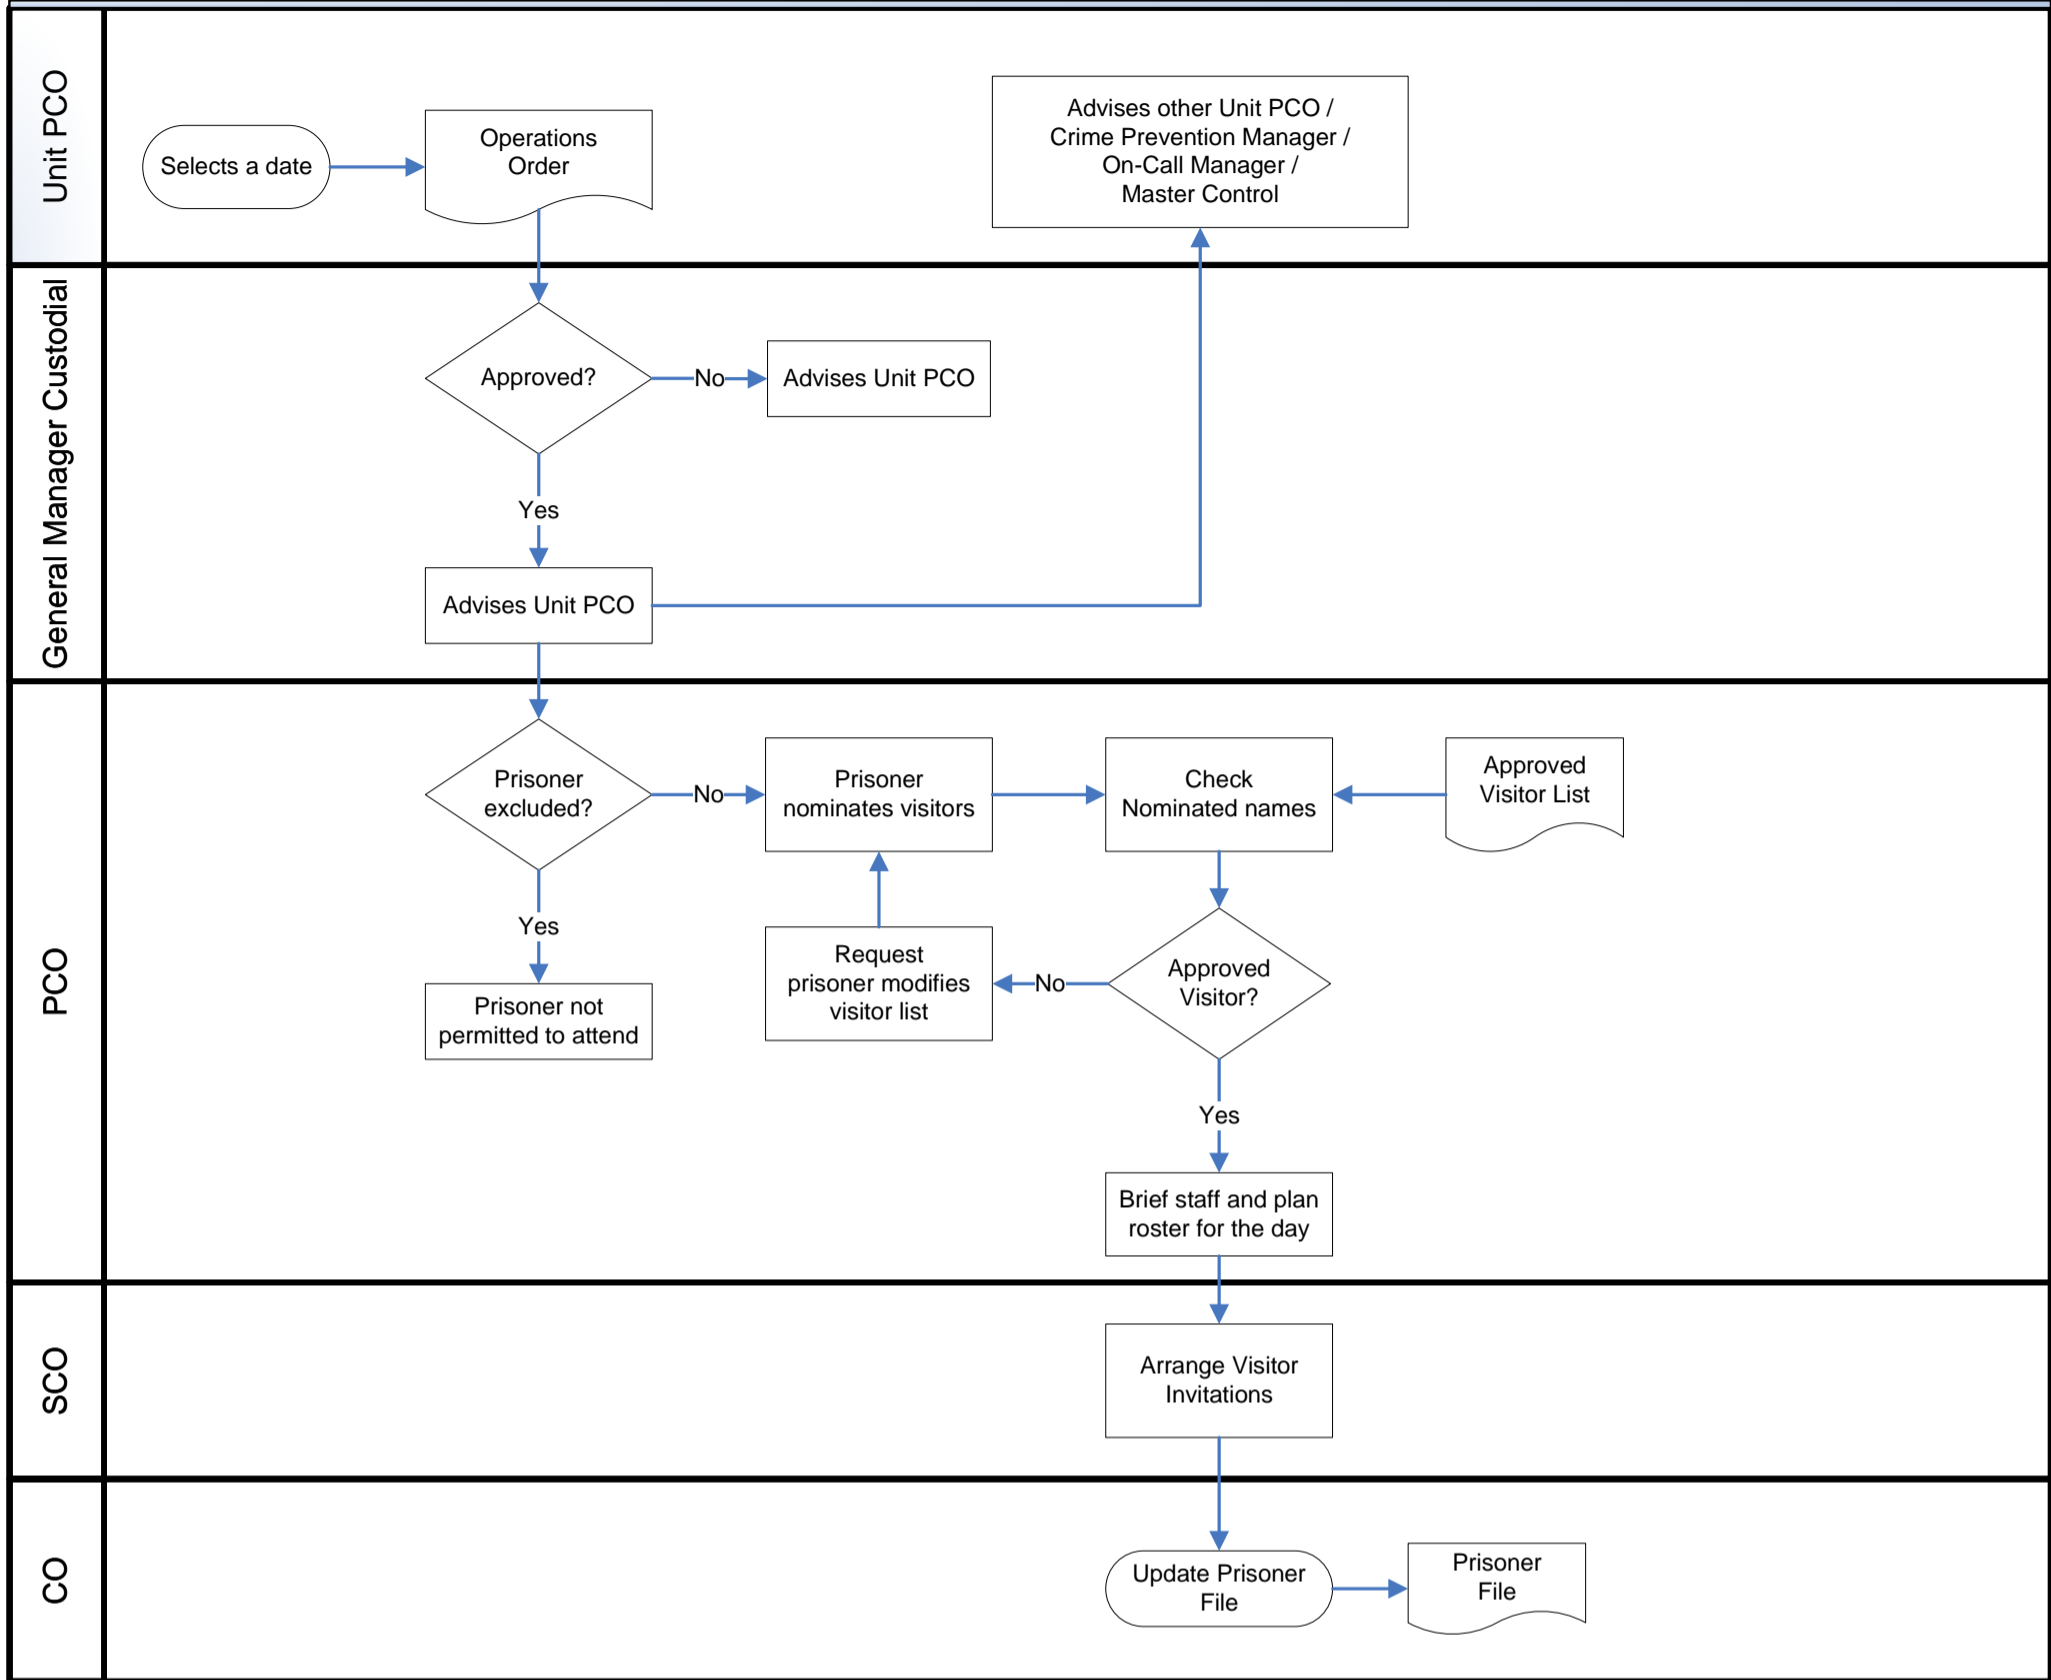 Unit PCO
Selects a date
Operations
Order
Advises other Unit PCO /
Crime Prevention Manager /
On-Call Manager /
Master Control
General Manager Custodial
Approved?
No
Advises Unit PCO
Yes
Advises Unit PCO
PCO
Prisoner
excluded?
No
Prisoner
nominates visitors
Check
Nominated names
Approved
Visitor List
Yes
Prisoner not
permitted to attend
Request
prisoner modifies
visitor list
No
Approved
Visitor?
Yes
Brief staff and plan
roster for the day
SCO
Arrange Visitor
Invitations
CO
Update Prisoner
File
Prisoner
File